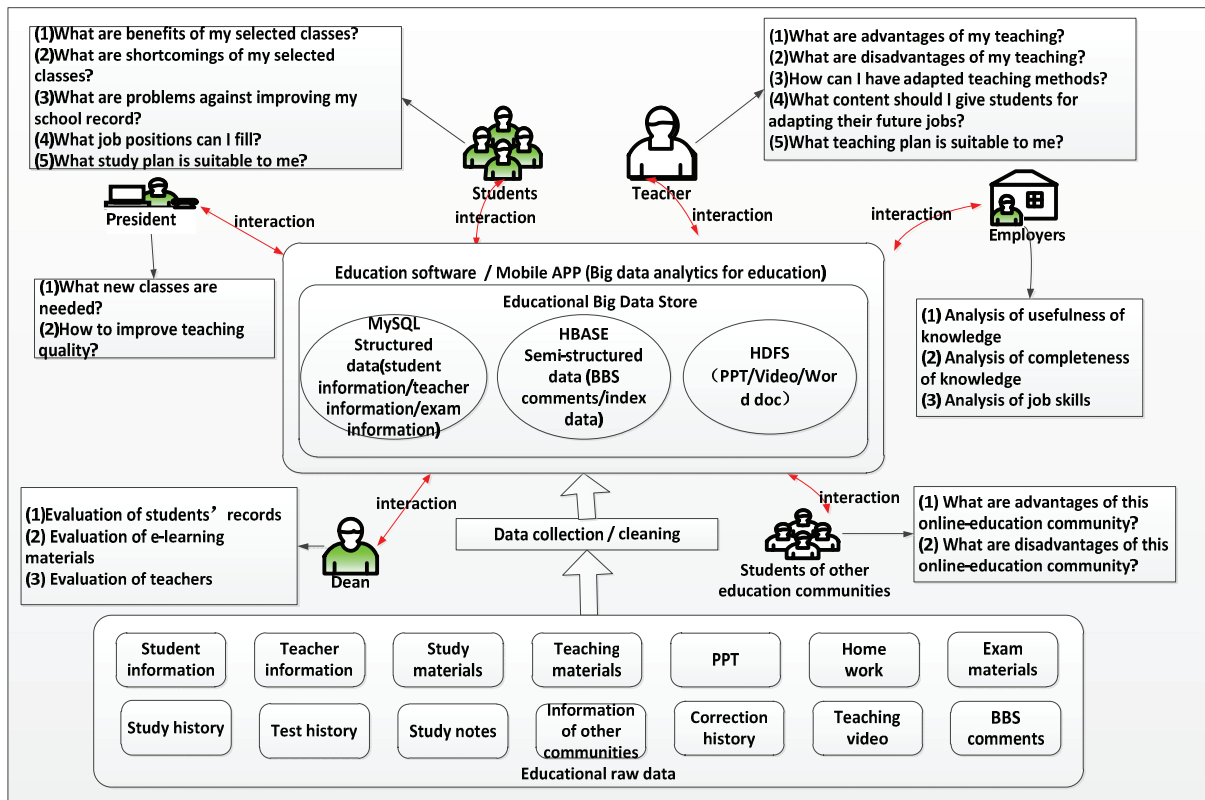 (1)What are benefits of my selected classes?
(2)What are shortcomings of my selected
classes?
(3)What are problems against improving my
school record?
(4)What job positions can I fill?
(5)What study plan is suitable to me?
(1)What are advantages of my teaching?
(2)What are disadvantages of my teaching?
(3)How can I have adapted teaching methods?
(4)What content should I give students for
adapting their future jobs?
(5)What teaching plan is suitable to me?
Students
Teacher
President
Employers
interaction
interaction
interaction
interaction
(1)What new classes are
needed?
(2)How to improve teaching
quality?
Education software / Mobile APP (Big data analytics for education)
Educational Big Data Store
MySQL
Structured
data(student
information/teacher
information/exam
information)
HBASE
Semi-structured
data (BBS
comments/index
data)
HDFS
（PPT/Video/Wor
d doc）
(1) Analysis of usefulness of
knowledge
(2) Analysis of completeness
of knowledge
(3) Analysis of job skills
(1)Evaluation of students’ records
(2) Evaluation of e-learning
materials
(3) Evaluation of teachers
interaction
Dean
Data collection / cleaning
interaction
Students of other
education communities
(1) What are advantages of this
online-education community?
(2) What are disadvantages of this
online-education community?
Student
information
Teacher
information
Study
materials
Teaching
materials
PPT
Home
work
Exam
materials
Study history
Test history
Study notes
Information
of other
communities
Correction
history
Teaching
video
BBS
comments
Educational raw data